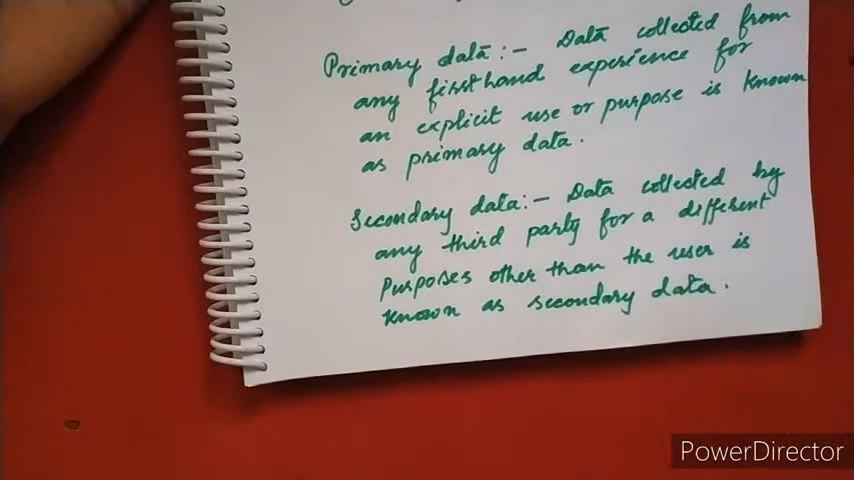 Primary data :- Data collected from
any firsthand experience for
an explicit use or purpose is known
as primary data.
Secondary data:- Data collected by
any third party for a different
purposes other than the user is
known as secondary data.
PowerDirector